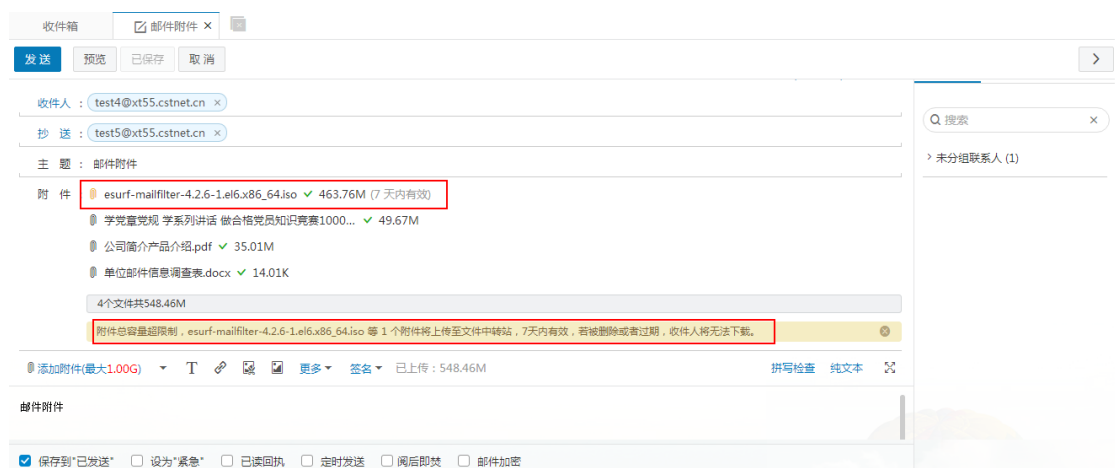 收件箱 邮件附件 ×
发 送 预览 已保存 取 消
收件人 : test4@xt55.cstnet.cn ×
搜索 ×
抄 送 : test5@xt55.cstnet.cn ×
主 题 : 邮件附件
未分组联系人 (1)
附 件 esurf-mailfilter-4.2.6-1.el6.x86_64.iso ✓ 463.76M (7 天内有效)
学党章党规 学系列讲话 做合格党员知识竞赛1000... ✓ 49.67M
公司简介产品介绍.pdf ✓ 35.01M
单位邮件信息调查表.docx ✓ 14.01K
4个文件共548.46M
附件总容量超限制，esurf-mailfilter-4.2.6-1.el6.x86_64.iso 等 1 个附件将上传至文件中转站，7天内有效，若被删除或者过期，收件人将无法下载。
添加附件(最大1.00G) T 更多 签名 已上传：548.46M 拼写检查 纯文本
邮件附件
保存到"已发送" 设为"紧急" 已读回执 定时发送 阅后即焚 邮件加密